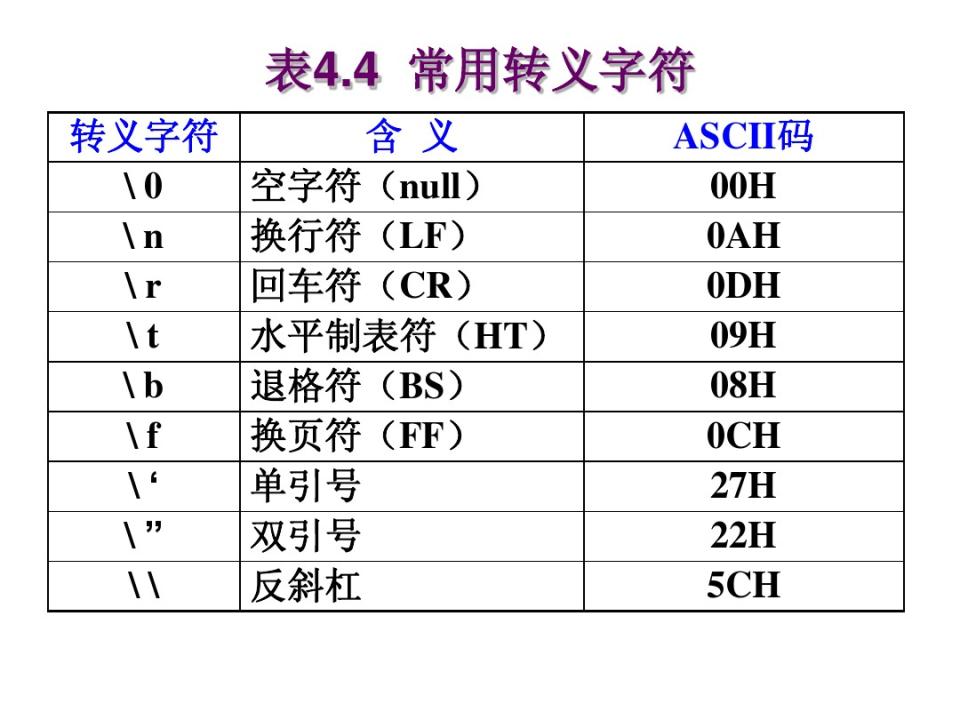 表4.4 常用转义字符
转义字符 含 义 ASCII码
\ 0 空字符（null） 00H
\ n 换行符（LF） 0AH
\ r 回车符（CR） 0DH
\ t 水平制表符（HT） 09H
\ b 退格符（BS） 08H
\ f 换页符（FF） 0CH
\ ‘ 单引号 27H
\ ” 双引号 22H
\ \ 反斜杠 5CH